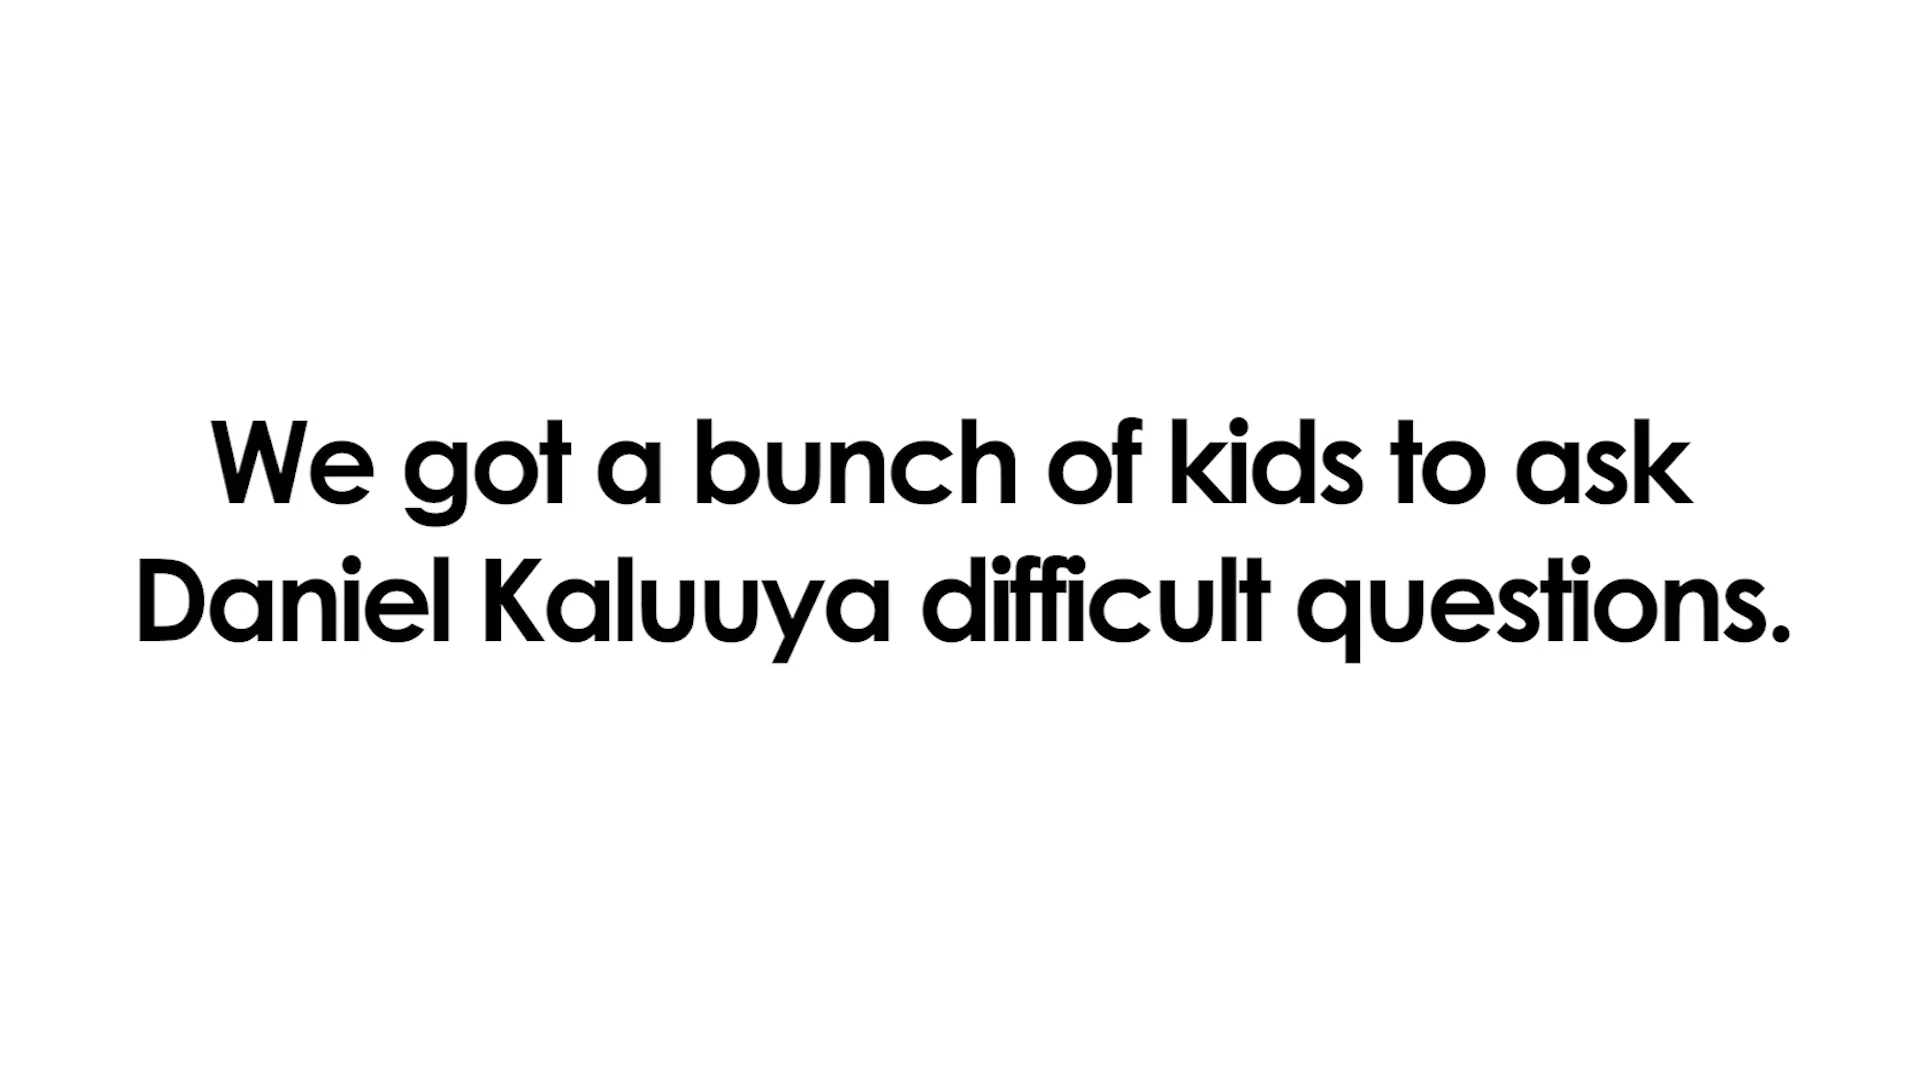 We got a bunch of kids to ask
Daniel Kaluuya difficult questions.